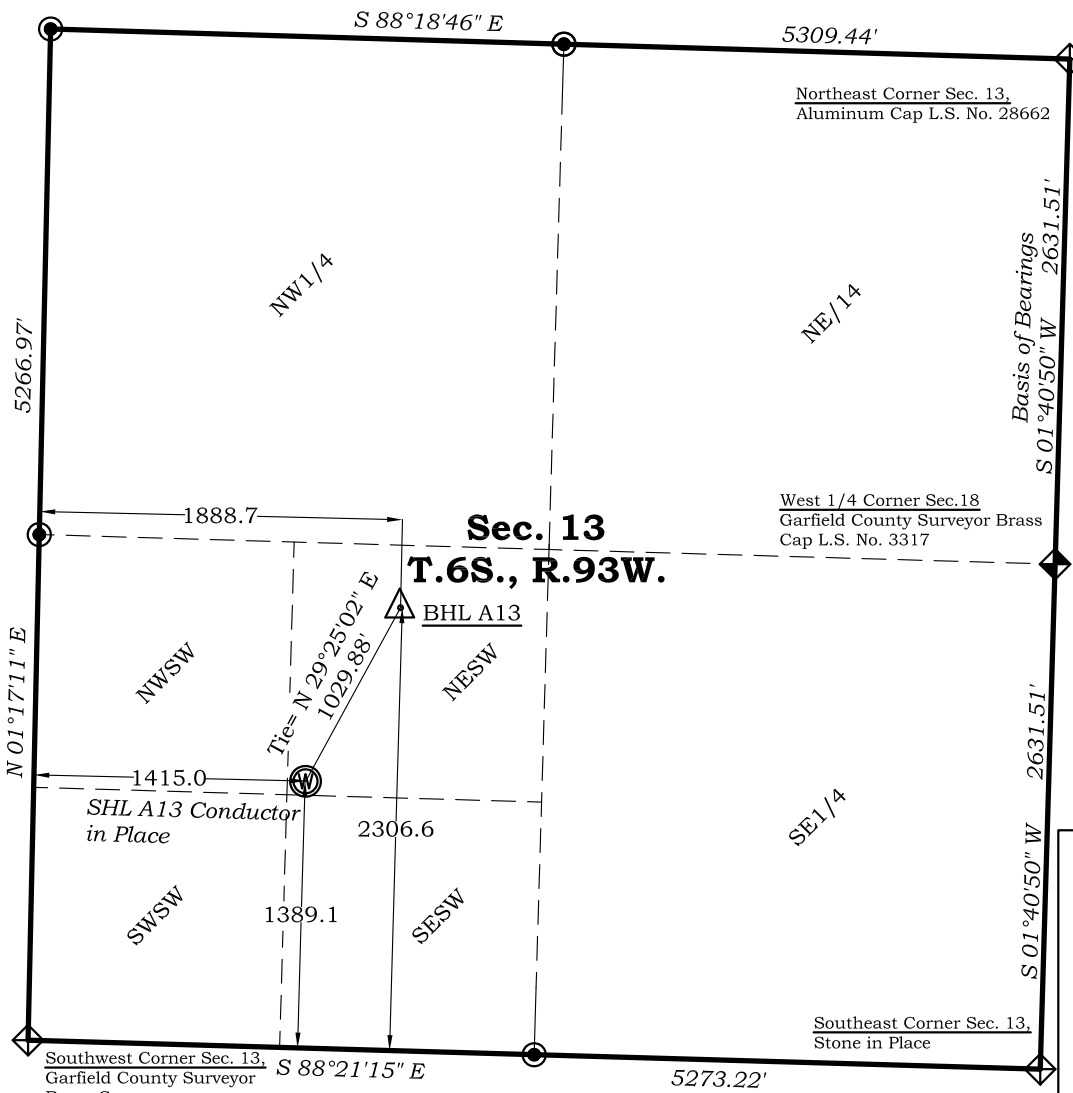 S 88°18'46" E
5309.44'
Northeast Corner Sec. 13,
Aluminum Cap L.S. No. 28662
2631.51'
Basis of Bearings
S 01°40'50" W
NW1/4
NE/14
5266.97'
West 1/4 Corner Sec.18
Garfield County Surveyor Brass
Cap L.S. No. 3317
1888.7
Sec. 13
T.6S., R.93W.
BHL A13
Tie= N 29°25'02" E
1029.88'
NWSW
NESW
N 01°17'11" E
2631.51'
1415.0
W
SHL A13 Conductor
in Place
2306.6
SE1/4
S 01°40'50" W
SWSW
1389.1
SESW
Southeast Corner Sec. 13,
Stone in Place
Southwest Corner Sec. 13,
Garfield County Surveyor
S 88°21'15" E
5273.22'